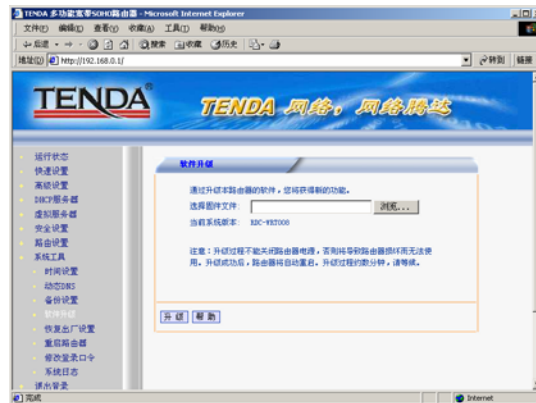 TENDA 多功能宽带SOHO路由器 - Microsoft Internet Explorer
文件(F) 编辑(E) 查看(V) 收藏(A) 工具(T) 帮助(H)
后退 搜索 收藏 历史
地址(D) http://192.168.0.1/ 转到 链接
TENDA®
TENDA 网络，网络腾达
运行状态
快速设置
高级设置
DHCP服务器
虚拟服务器
安全设置
路由设置
系统工具
时间设置
动态DNS
备份设置
软件升级
恢复出厂设置
重启路由器
修改登录口令
系统日志
退出登录
软件升级
通过升级本路由器的软件，您将获得新的功能。
选择固件文件: 浏览...
当前系统版本: RDC-WRT008
注意：升级过程不能关闭路由器电源，否则将导致路由器损坏而无法使
用。升级成功后，路由器将自动重启。升级过程约数分钟，请等候。
升 级 帮 助
完成 Internet